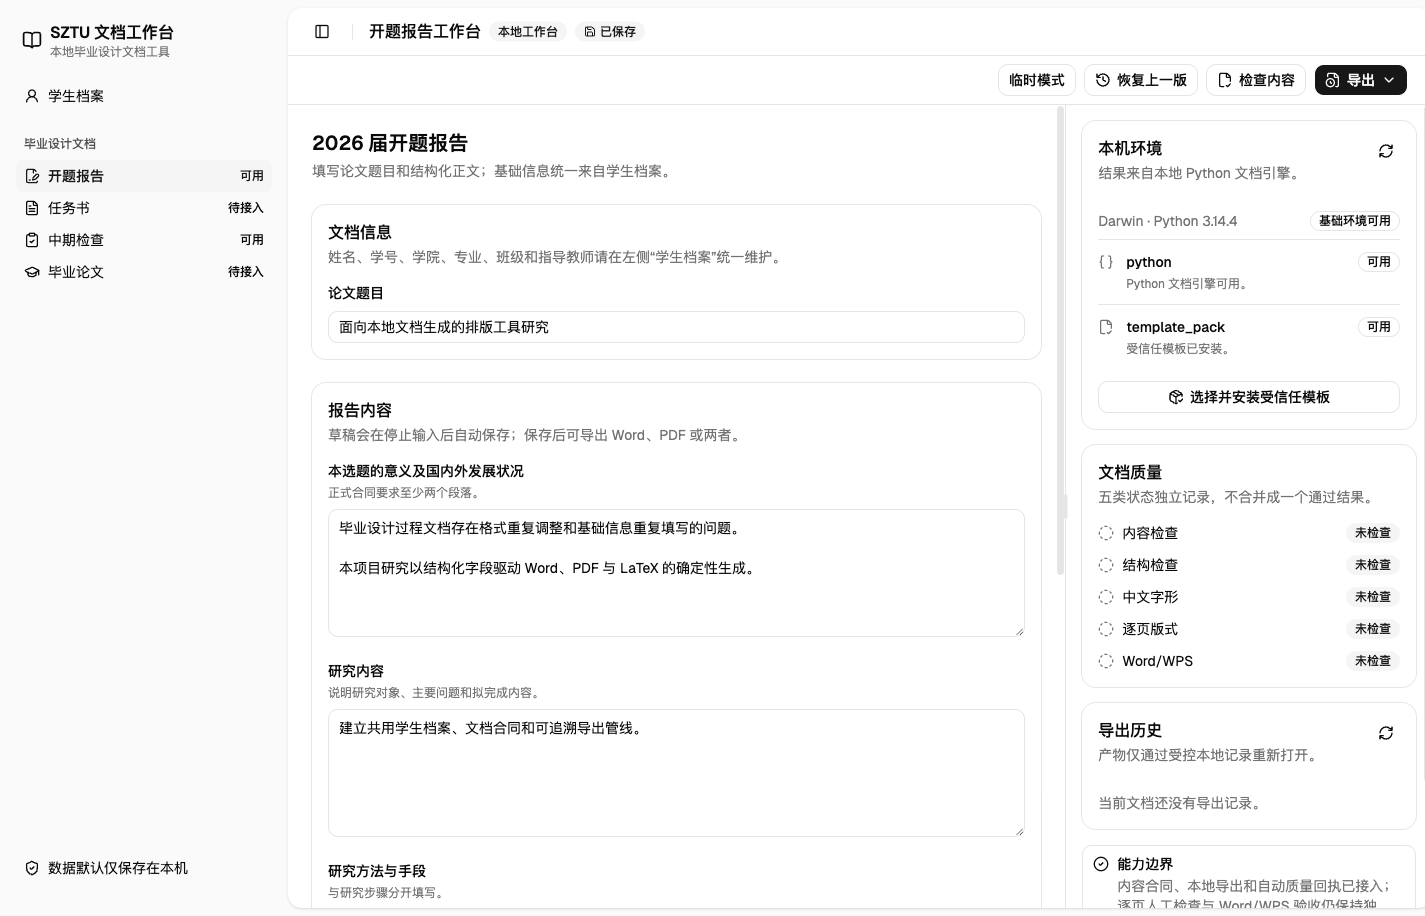 SZTU 文档工作台
本地毕业设计文档工具
学生档案
毕业设计文档
开题报告 可用
任务书 待接入
中期检查 可用
毕业论文 待接入
数据默认仅保存在本机
开题报告工作台 本地工作台 已保存
临时模式 恢复上一版 检查内容 导出
2026 届开题报告
填写论文题目和结构化正文；基础信息统一来自学生档案。
文档信息
姓名、学号、学院、专业、班级和指导教师请在左侧“学生档案”统一维护。
论文题目
面向本地文档生成的排版工具研究
报告内容
草稿会在停止输入后自动保存；保存后可导出 Word、PDF 或两者。
本选题的意义及国内外发展状况
正式合同要求至少两个段落。
毕业设计过程文档存在格式重复调整和基础信息重复填写的问题。
本项目研究以结构化字段驱动 Word、PDF 与 LaTeX 的确定性生成。
研究内容
说明研究对象、主要问题和拟完成内容。
建立共用学生档案、文档合同和可追溯导出管线。
研究方法与手段
与研究步骤分开填写。
本机环境
结果来自本地 Python 文档引擎。
Darwin · Python 3.14.4 基础环境可用
python 可用
Python 文档引擎可用。
template_pack 可用
受信任模板已安装。
选择并安装受信任模板
文档质量
五类状态独立记录，不合并成一个通过结果。
内容检查 未检查
结构检查 未检查
中文字形 未检查
逐页版式 未检查
Word/WPS 未检查
导出历史
产物仅通过受控本地记录重新打开。
当前文档还没有导出记录。
能力边界
内容合同、本地导出和自动质量回执已接入；
逐页人工检查与 Word/WPS 验收仍保持独